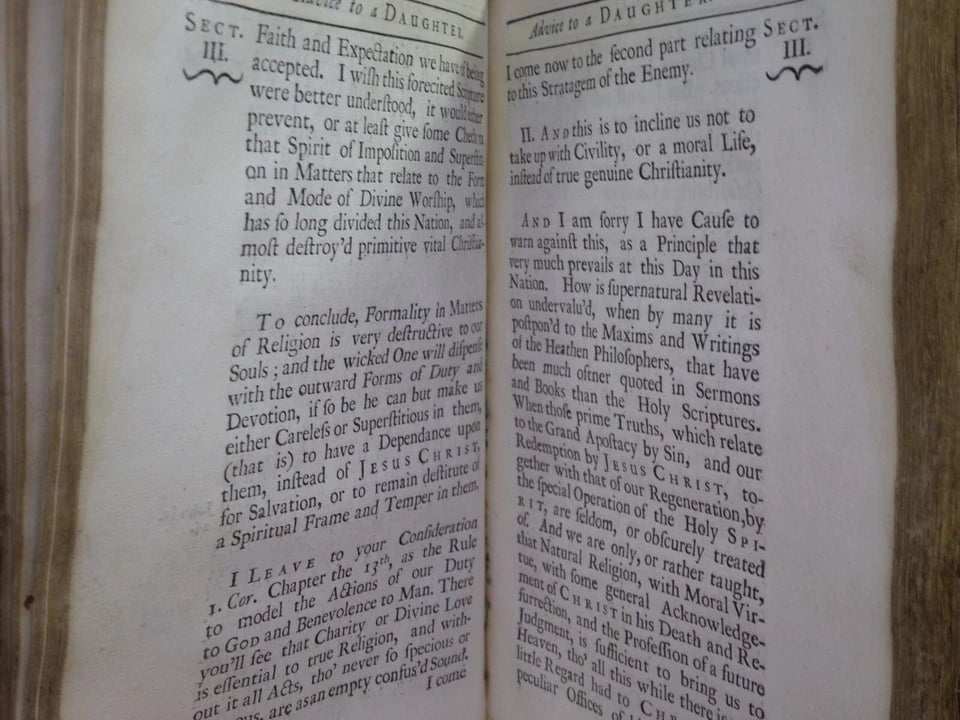 Advice to a DAUGHTER.
SECT.
III.
Faith and Expectation we have of being
accepted. I wiſh this forecited Scripture
were better underſtood, it would either
prevent, or at leaſt give ſome Check to
that Spirit of Impoſition and Superſtiti-
on in Matters that relate to the Form
and Mode of Divine Worſhip, which
has ſo long divided this Nation, and al-
moſt deſtroy'd primitive vital Chriſtia-
nity.
To conclude, Formality in Matters
of Religion is very deſtructive to our
Souls; and the wicked One will diſpenſe
with the outward Forms of Duty and
Devotion, if ſo be he can but make us
either Careleſs or Superſtitious in them,
(that is) to have a Dependance upon
them, inſtead of JESUS CHRIST,
for Salvation, or to remain deſtitute of
a Spiritual Frame and Temper in them.
I LEAVE to your Conſideration
1. Cor. Chapter the 13th, as the Rule
to model the Actions of our Duty
to GOD and Benevolence to Man. There
you'll ſee that Charity or Divine Love
is eſſential to true Religion, and with-
out it all Acts, tho' never ſo ſpecious or
are as an empty confus'd Sound.
I come
Advice to a DAUGHTER.
SECT.
III.
I come now to the ſecond part relating
to this Stratagem of the Enemy.
II. AND this is to incline us not to
take up with Civility, or a moral Life,
inſtead of true genuine Chriſtianity.
AND I am ſorry I have Cauſe to
warn againſt this, as a Principle that
very much prevails at this Day in this
Nation. How is ſupernatural Revelati-
on undervalu'd, when by many it is
poſtpon'd to the Maxims and Writings
of the Heathen Philoſophers, that have
been much oftner quoted in Sermons
and Books than the Holy Scriptures.
When thoſe prime Truths, which relate
to the Grand Apoſtacy by Sin, and our
Redemption by JESUS CHRIST, to-
gether with that of our Regeneration, by
the ſpecial Operation of the Holy SPI-
RIT, are ſeldom, or obſcurely treated
of. And we are only, or rather taught,
that Natural Religion, with Moral Vir-
tue, with ſome general Acknowledge-
ment of CHRIST in his Death and Re-
ſurrection, and the Profeſſion of a future
Judgment, is ſufficient to bring us to
Heaven, tho' all this while there is
little Regard had to CHRIST
peculiar Offices of